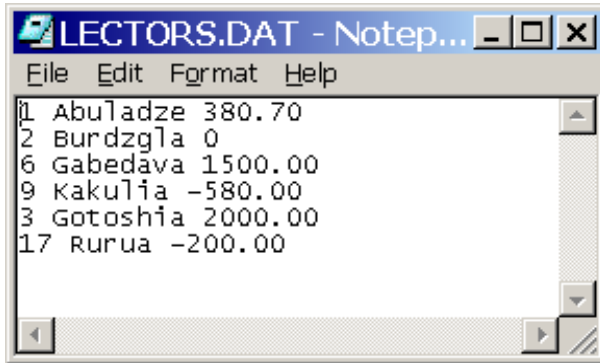 LECTORS.DAT - Notep...
File Edit Format Help
1 Abuladze 380.70
2 Burdzgla 0
6 Gabedava 1500.00
9 Kakulia -580.00
3 Gotoshia 2000.00
17 Rurua -200.00